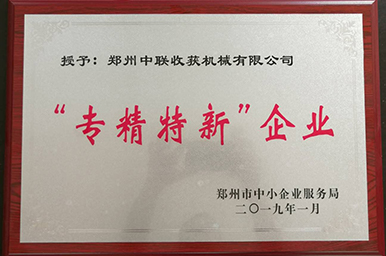 授予：郑州中联收获机械有限公司
“专精特新”企业
郑州市中小企业服务局
二〇一九年一月